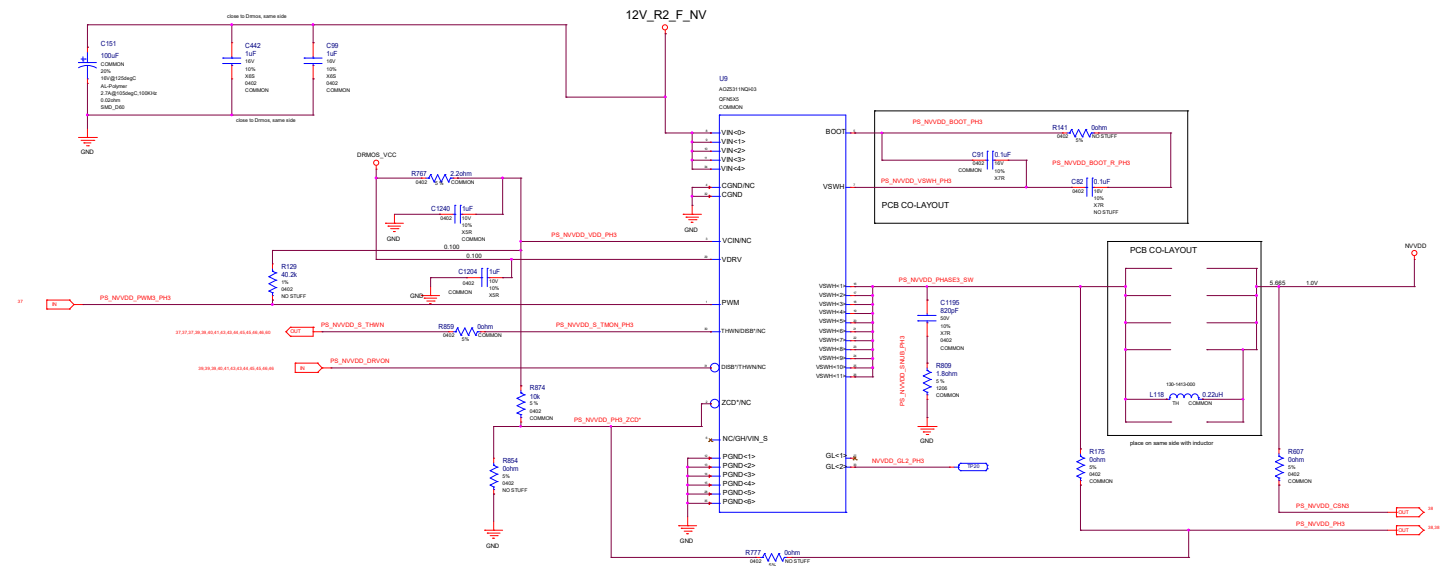 12V_R2_F_NV
close to Drmos, same side
C151
100uF
COMMON
20%
16V@125degC
AL-Polymer
2.7A@105degC,100KHz
0.02ohm
SMD_D60
C442
1uF
16V
10%
X6S
0402
COMMON
C99
1uF
16V
10%
X6S
0402
COMMON
close to Drmos, same side
GND
U9
AOZ5311NQI-03
QFN5X5
COMMON
VIN<0>
VIN<1>
VIN<2>
VIN<3>
VIN<4>
CGND/NC
CGND
VCIN/NC
VDRV
PWM
THWN/DISB*/NC
DISB*/THWN/NC
ZCD*/NC
NC/GH/VIN_S
PGND<1>
PGND<2>
PGND<3>
PGND<4>
PGND<5>
PGND<6>
BOOT
VSWH
VSWH<1>
VSWH<2>
VSWH<3>
VSWH<4>
VSWH<5>
VSWH<6>
VSWH<7>
VSWH<8>
VSWH<9>
VSWH<10>
VSWH<11>
GL<1>
GL<2>
DRMOS_VCC
R767
2.2ohm
0402
5 %
COMMON
C1240
1uF
0402
10V
10%
X5R
COMMON
GND
GND
PS_NVVDD_VDD_PH3
0.100
0.100
R129
40.2k
1%
0402
NO STUFF
C1204
1uF
10V
10%
X5R
COMMON
GND
37
IN
PS_NVVDD_PWM3_PH3
OUT
PS_NVVDD_S_THWN
R859
0ohm
0402
5%
PS_NVVDD_S_TMON_PH3
IN
PS_NVVDD_DRVON
R874
10k
5 %
0402
COMMON
PS_NVVDD_PH3_ZCD*
R854
0ohm
5%
0402
NO STUFF
GND
GND
R777
0ohm
0402
5%
NO STUFF
PS_NVVDD_BOOT_PH3
R141
0ohm
0402
5%
NO STUFF
C91
0.1uF
COMMON
0402
16V
10%
X7R
PS_NVVDD_BOOT_R_PH3
PS_NVVDD_VSWH_PH3
C82
0.1uF
0402
16V
10%
X7R
NO STUFF
PCB CO-LAYOUT
PS_NVVDD_PHASE3_SW
C1195
820pF
50V
10%
X7R
0402
COMMON
PS_NVVDD_SNUB_PH3
R809
1.8ohm
5 %
1206
COMMON
GND
NVVDD_GL2_PH3
TP20
PCB CO-LAYOUT
130-1413-000
L118
0.22uH
TH
COMMON
place on same side with inductor
NVVDD
5.665
1.0V
R175
0ohm
5%
0402
COMMON
R607
0ohm
5%
0402
COMMON
PS_NVVDD_CSN3
OUT
38
PS_NVVDD_PH3
OUT